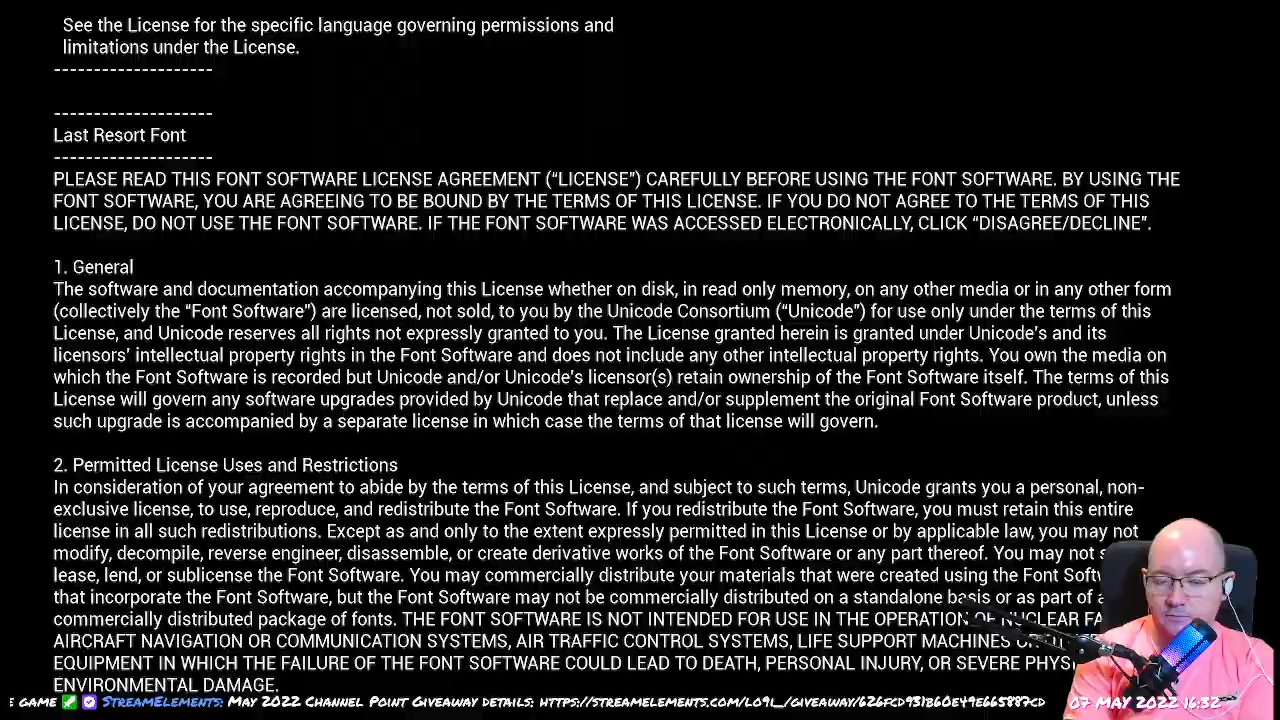 See the License for the specific language governing permissions and
limitations under the License.
--------------------
--------------------
Last Resort Font
--------------------
PLEASE READ THIS FONT SOFTWARE LICENSE AGREEMENT (“LICENSE”) CAREFULLY BEFORE USING THE FONT SOFTWARE. BY USING THE
FONT SOFTWARE, YOU ARE AGREEING TO BE BOUND BY THE TERMS OF THIS LICENSE. IF YOU DO NOT AGREE TO THE TERMS OF THIS
LICENSE, DO NOT USE THE FONT SOFTWARE. IF THE FONT SOFTWARE WAS ACCESSED ELECTRONICALLY, CLICK “DISAGREE/DECLINE”.
1. General
The software and documentation accompanying this License whether on disk, in read only memory, on any other media or in any other form
(collectively the “Font Software”) are licensed, not sold, to you by the Unicode Consortium (“Unicode”) for use only under the terms of this
License, and Unicode reserves all rights not expressly granted to you. The License granted herein is granted under Unicode’s and its
licensors’ intellectual property rights in the Font Software and does not include any other intellectual property rights. You own the media on
which the Font Software is recorded but Unicode and/or Unicode’s licensor(s) retain ownership of the Font Software itself. The terms of this
License will govern any software upgrades provided by Unicode that replace and/or supplement the original Font Software product, unless
such upgrade is accompanied by a separate license in which case the terms of that license will govern.
2. Permitted License Uses and Restrictions
In consideration of your agreement to abide by the terms of this License, and subject to such terms, Unicode grants you a personal, non-
exclusive license, to use, reproduce, and redistribute the Font Software. If you redistribute the Font Software, you must retain this entire
license in all such redistributions. Except as and only to the extent expressly permitted in this License or by applicable law, you may not
modify, decompile, reverse engineer, disassemble, or create derivative works of the Font Software or any part thereof. You may not
lease, lend, or sublicense the Font Software. You may commercially distribute your materials that were created using the Font
that incorporate the Font Software, but the Font Software may not be commercially distributed on a standalone basis or as part of a
commercially distributed package of fonts. THE FONT SOFTWARE IS NOT INTENDED FOR USE IN THE OPERATION OF NUCLEAR
AIRCRAFT NAVIGATION OR COMMUNICATION SYSTEMS, AIR TRAFFIC CONTROL SYSTEMS, LIFE SUPPORT MACHINES
EQUIPMENT IN WHICH THE FAILURE OF THE FONT SOFTWARE COULD LEAD TO DEATH, PERSONAL INJURY, OR SEVERE
ENVIRONMENTAL DAMAGE.
E GAME StreamElements: May 2022 Channel Point Giveaway details: https://streamelements.com/lo91_/giveaway/626fcd931b60e49e665887cd 07 MAY 2022 16:32